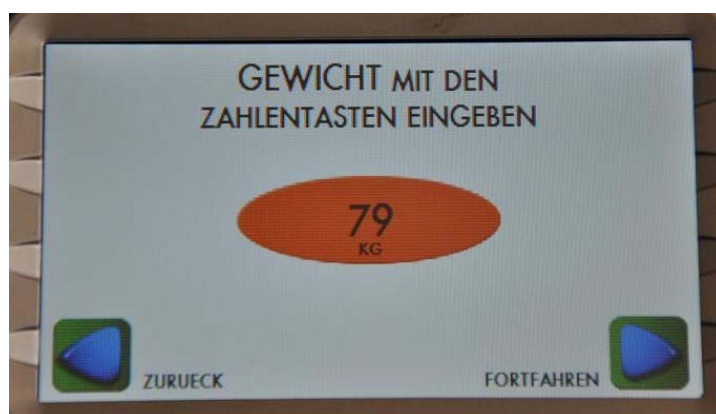 GEWICHT MIT DEN
ZAHLENTASTEN EINGEBEN
79
KG
ZURUECK
FORTFAHREN